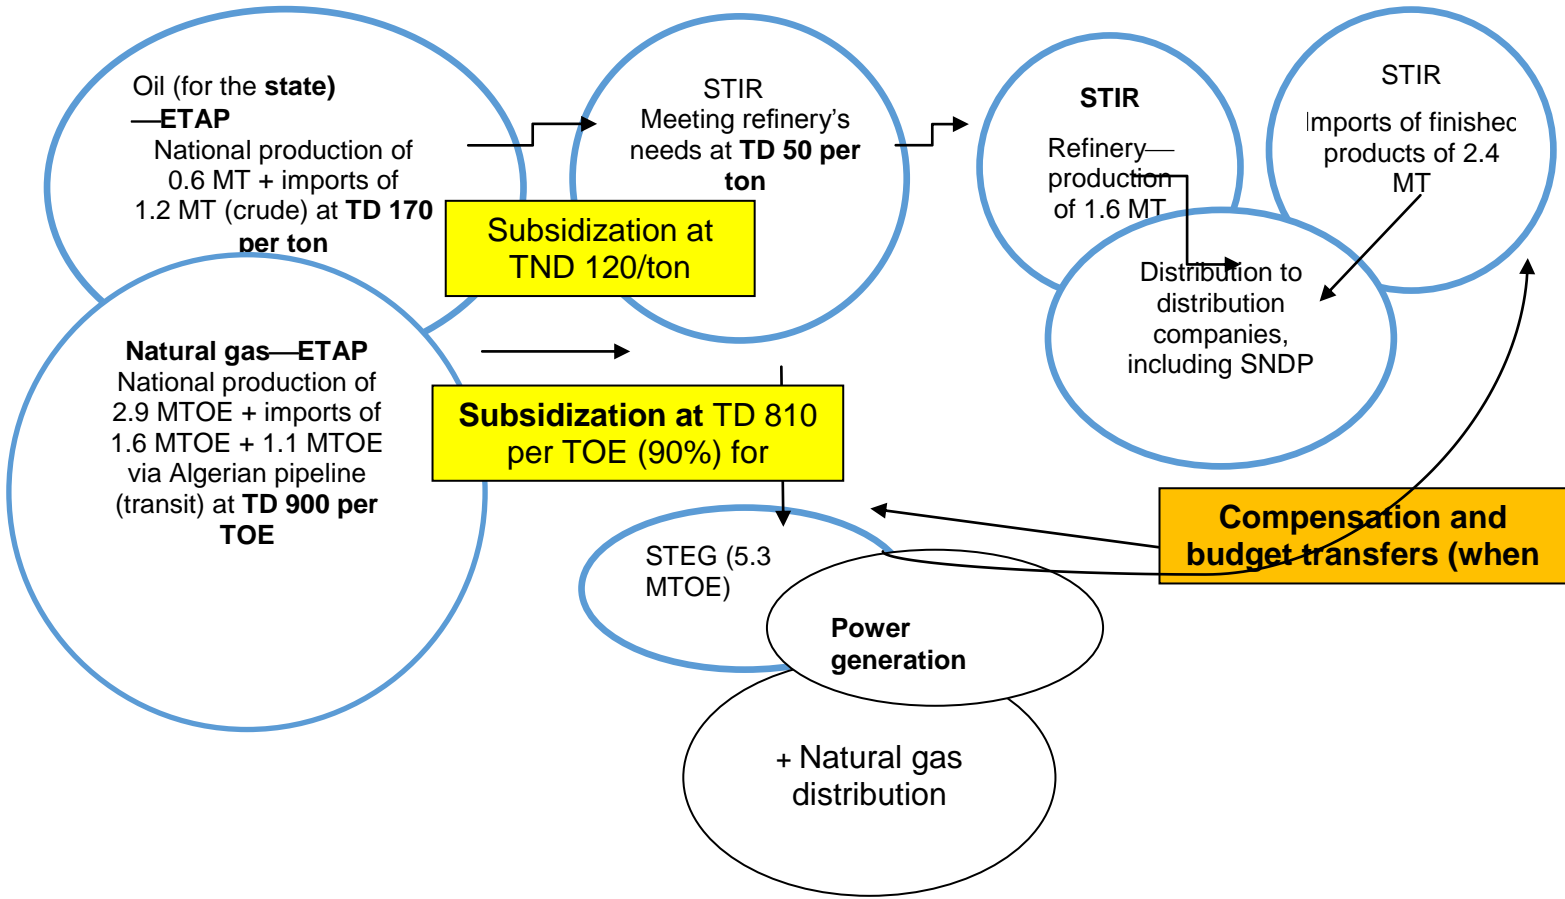 Oil (for the state)
—ETAP
National production of
0.6 MT + imports of
1.2 MT (crude) at TD 170
per ton
STIR
Meeting refinery's
needs at TD 50 per
ton
Subsidization at
TND 120/ton
STIR
Refinery—
production
of 1.6 MT
STIR
Imports of finished
products of 2.4
MT
Distribution to
distribution
companies,
including SNDP
Natural gas—ETAP
National production of
2.9 MTOE + imports of
1.6 MTOE + 1.1 MTOE
via Algerian pipeline
(transit) at TD 900 per
TOE
Subsidization at TD 810
per TOE (90%) for
Compensation and
budget transfers (when
STEG (5.3
MTOE)
Power
generation
+ Natural gas
distribution